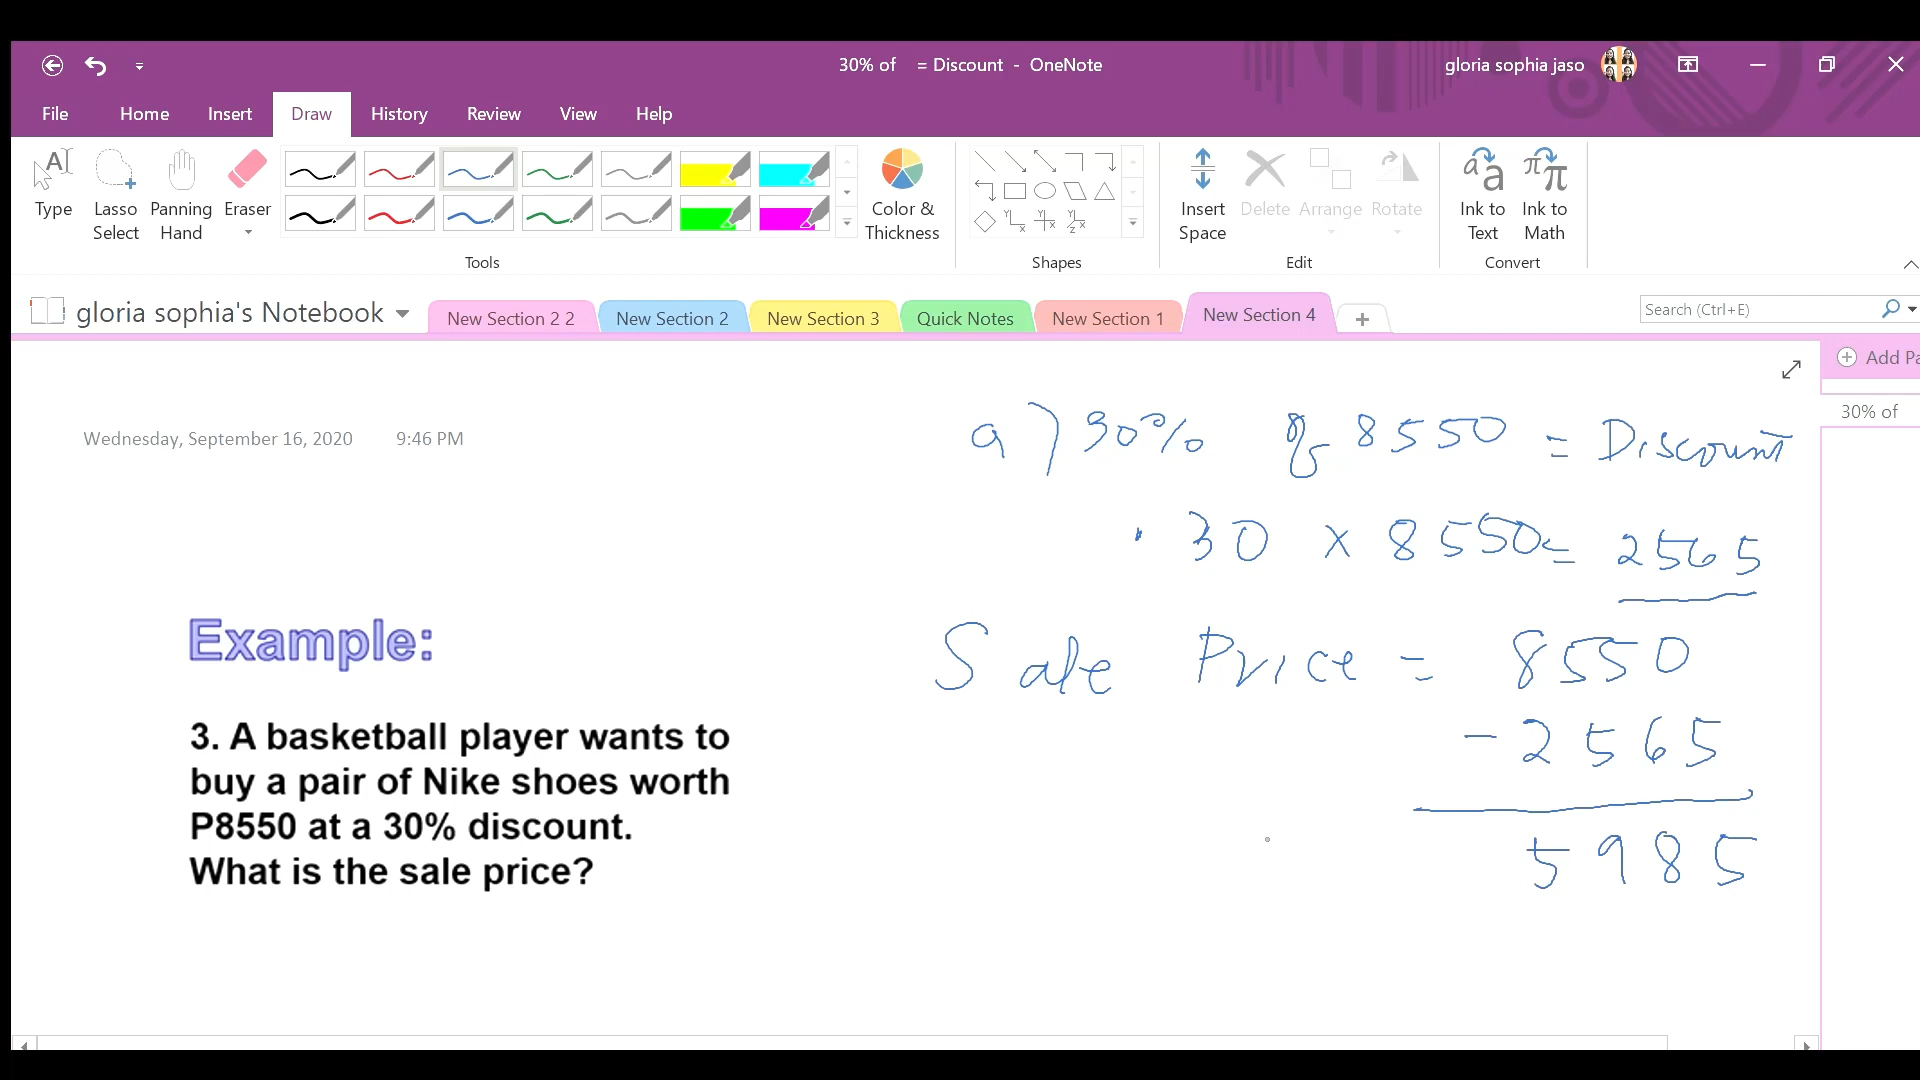 30% of = Discount - OneNote
gloria sophia jaso
File Home Insert Draw History Review View Help
Type
Lasso Select
Panning Hand
Eraser
Color & Thickness
Insert Space
Delete
Arrange
Rotate
Ink to Text
Ink to Math
Tools
Shapes
Edit
Convert
gloria sophia's Notebook
New Section 2 2
New Section 2
New Section 3
Quick Notes
New Section 1
New Section 4
Search (Ctrl+E)
Add Pa
30% of
Wednesday, September 16, 2020 9:46 PM
a) 30% of 8550 = Discount
.30 x 8550 = 2565
Sale Price = 8550
- 2565
5985
Example:
3. A basketball player wants to
buy a pair of Nike shoes worth
P8550 at a 30% discount.
What is the sale price?